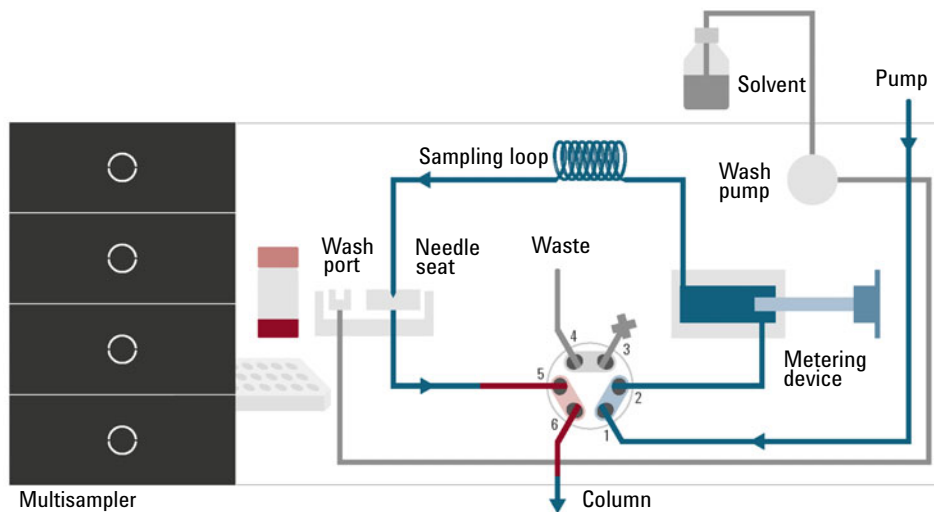 Solvent
Pump
Sampling loop
Wash
pump
Wash
port
Needle
seat
Waste
4
3
5
2
6
1
Metering
device
Multisampler
Column